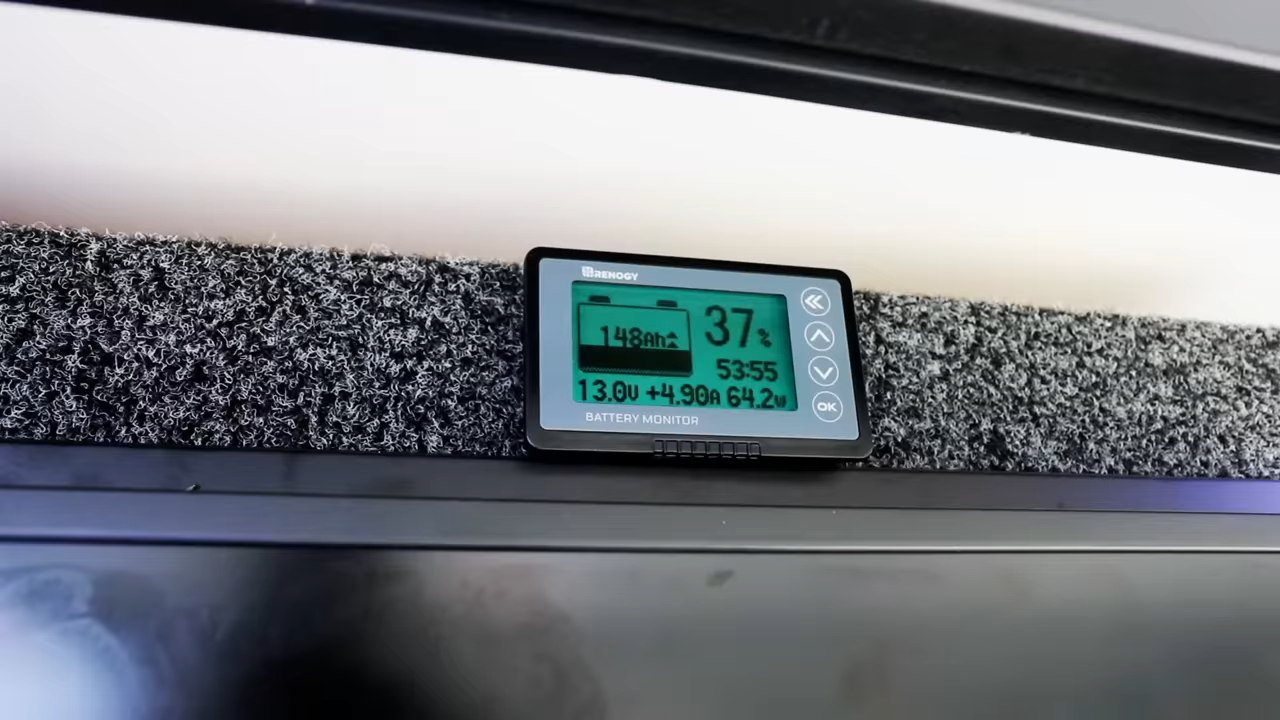 RENOGY
148Ah
37%
53:55
13.0V +4.90A 64.2W
BATTERY MONITOR
OK